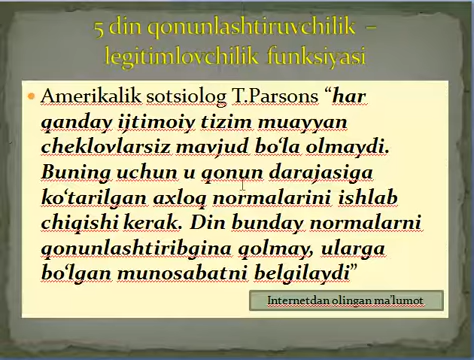 5 din qonunlashtiruvchilik –
legitimlovchilik funksiyasi
Amerikalik sotsiolog T.Parsons “har
qanday ijtimoiy tizim muayyan
cheklovlarsiz mavjud bo‘la olmaydi.
Buning uchun u qonun darajasiga
ko‘tarilgan axloq normalarini ishlab
chiqishi kerak. Din bunday normalarni
qonunlashtiribgina qolmay, ularga
bo‘lgan munosabatni belgilaydi”
Internetdan olingan ma’lumot